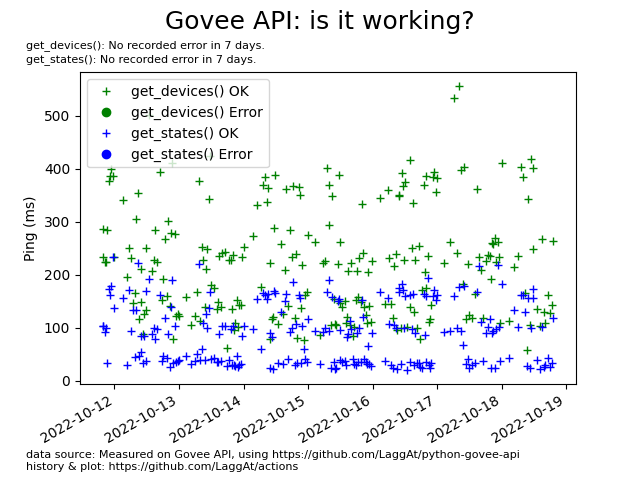 Govee API: is it working?
get_devices(): No recorded error in 7 days.
get_states(): No recorded error in 7 days.
get_devices() OK
get_devices() Error
get_states() OK
get_states() Error
500
400
300
200
100
0
Ping (ms)
2022-10-12
2022-10-13
2022-10-14
2022-10-15
2022-10-16
2022-10-17
2022-10-18
2022-10-19
data source: Measured on Govee API, using https://github.com/LaggAt/python-govee-api
history & plot: https://github.com/LaggAt/actions